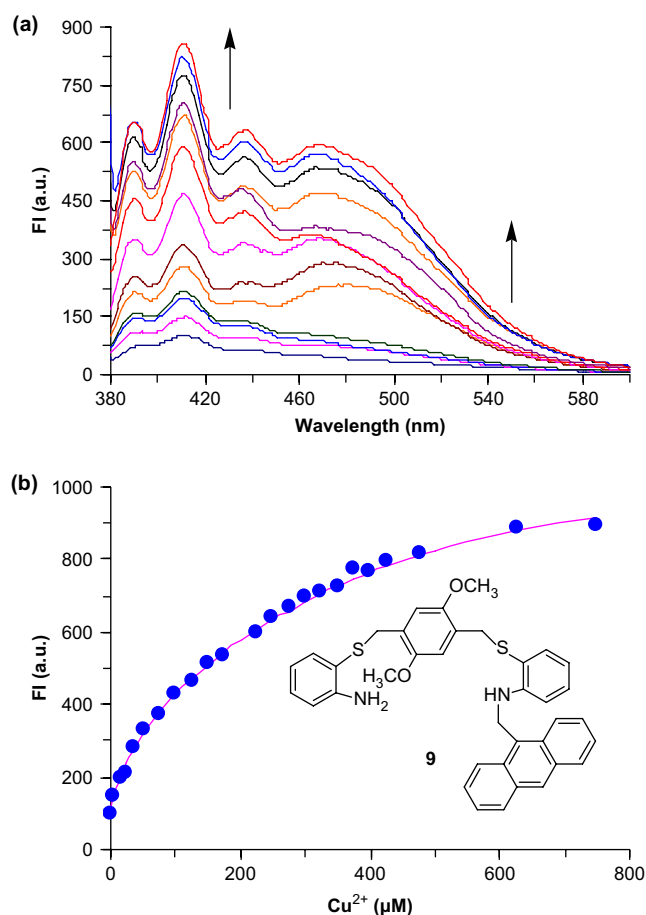 (a)
900
750
600
450
300
150
0
FI (a.u.)
380 420 460 500 540 580
Wavelength (nm)
(b)
1000
800
600
400
200
0
FI (a.u.)
OCH3
S
S
H3CO
NH2
HN
9
0 200 400 600 800
Cu2+ (µM)